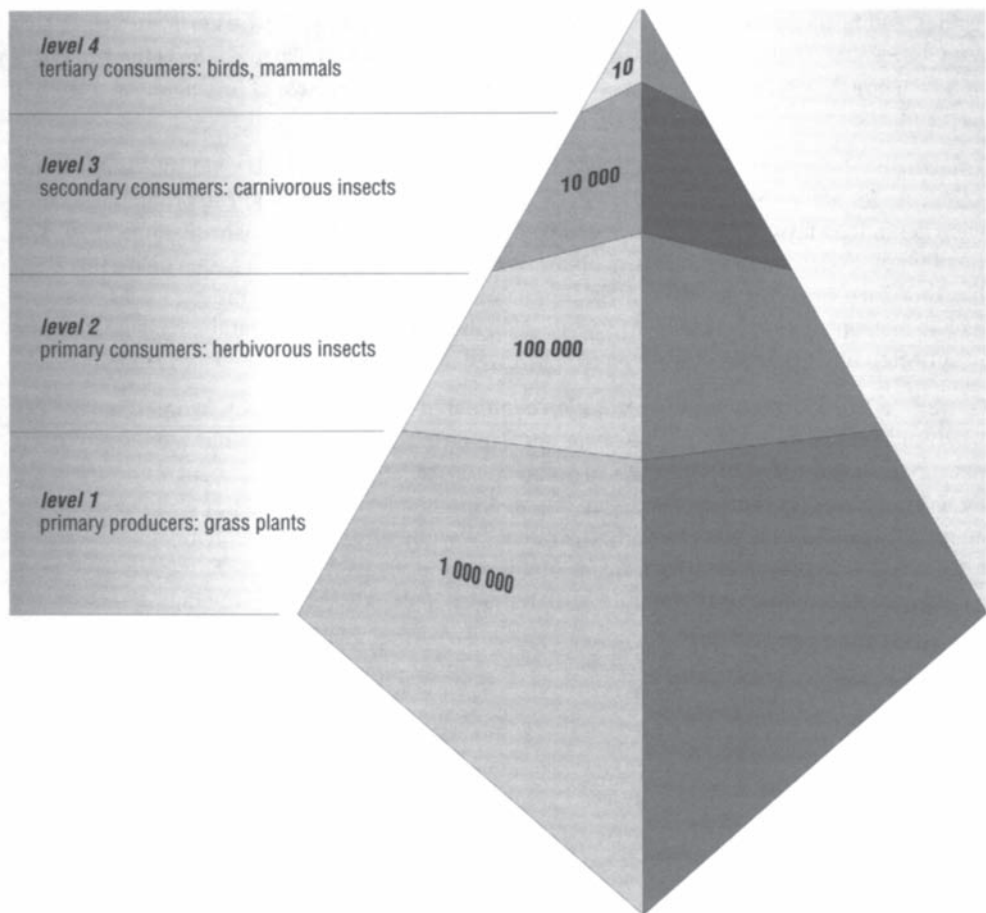 level 4
tertiary consumers: birds, mammals
10
level 3
secondary consumers: carnivorous insects
10 000
level 2
primary consumers: herbivorous insects
100 000
level 1
primary producers: grass plants
1 000 000